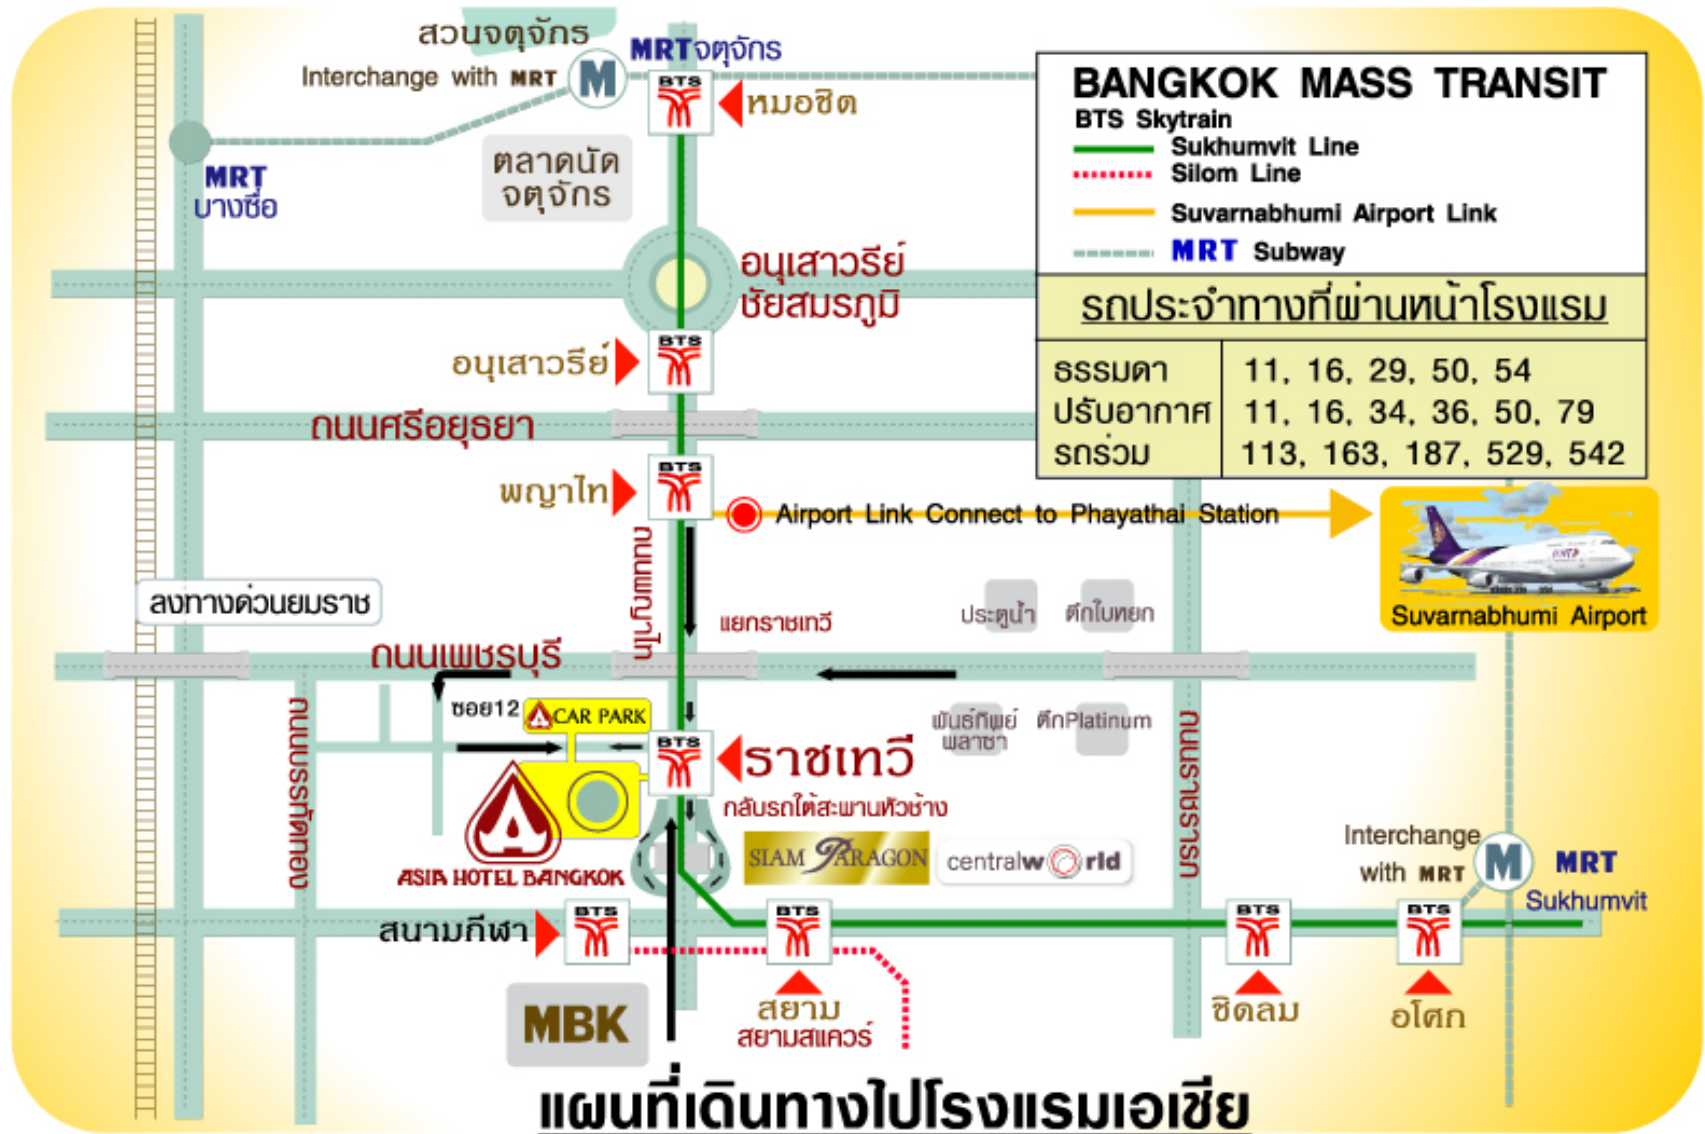 สวนจตุจักร
MRTจตุจักร
Interchange with MRT
M
BTS
หมอชิต
MRT
บางซื่อ
ตลาดนัด
จตุจักร
BANGKOK MASS TRANSIT
BTS Skytrain
Sukhumvit Line
Silom Line
Suvarnabhumi Airport Link
MRT Subway
อนุเสาวรีย์
ชัยสมรภูมิ
รถประจำทางที่ผ่านหน้าโรงแรม
ธรรมดา 11, 16, 29, 50, 54
ปรับอากาศ 11, 16, 34, 36, 50, 79
รถร่วม 113, 163, 187, 529, 542
BTS
อนุเสาวรีย์
ถนนศรีอยุธยา
BTS
พญาไท
Airport Link Connect to Phayathai Station
Suvarnabhumi Airport
ถนนพญาไท
ลงทางด่วนยมราช
แยกราชเทวี
ประตูน้ำ
ตึกใบหยก
ถนนเพชรบุรี
ซอย12
CAR PARK
ถนนบรรทัดทอง
BTS
ราชเทวี
กลับรถใต้สะพานหัวช้าง
พันธ์ทิพย์
พลาซา
ตึกPlatinum
ถนนราชปรารภ
ASIA HOTEL BANGKOK
SIAM PARAGON
centralworld
Interchange
with MRT
M
MRT
Sukhumvit
สนามกีฬา
BTS
BTS
BTS
BTS
MBK
สยาม
สยามสแควร์
ชิดลม
อโศก
แผนที่เดินทางไปโรงแรมเอเชีย